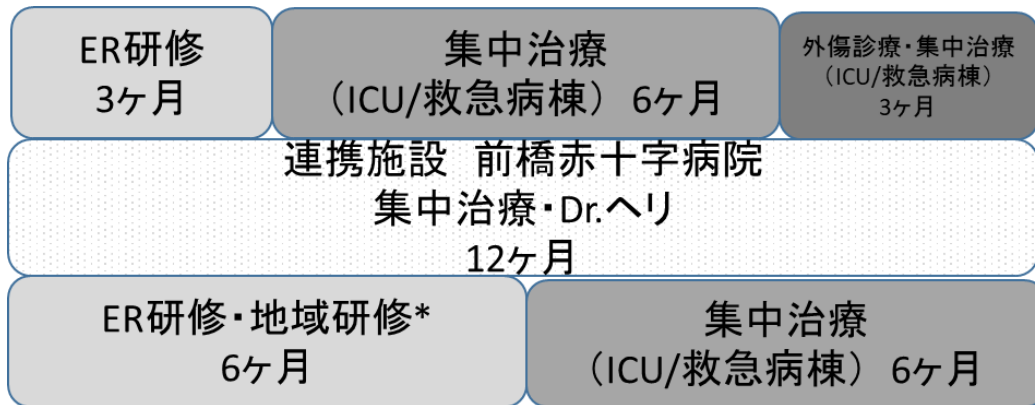 ER研修
3ヶ月
集中治療
（ICU/救急病棟） 6ヶ月
外傷診療・集中治療
（ICU/救急病棟）
3ヶ月
連携施設　前橋赤十字病院
集中治療・Dr.ヘリ
12ヶ月
ER研修・地域研修*
6ヶ月
集中治療
（ICU/救急病棟） 6ヶ月